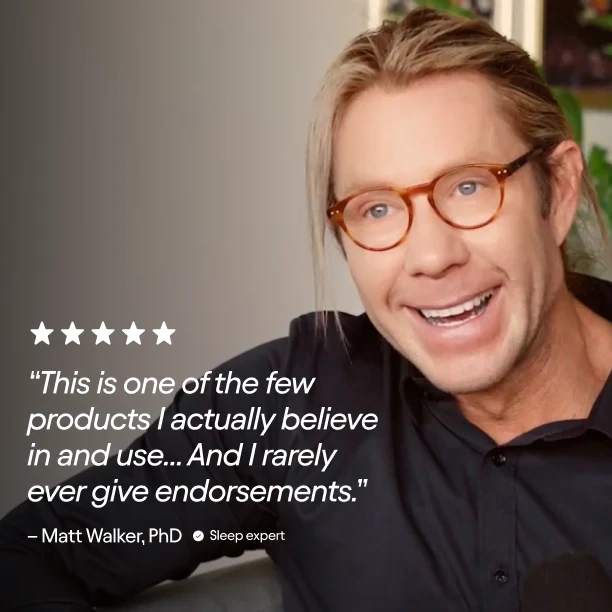 “This is one of the few
products I actually believe
in and use... And I rarely
ever give endorsements."
– Matt Walker, PhD Sleep expert